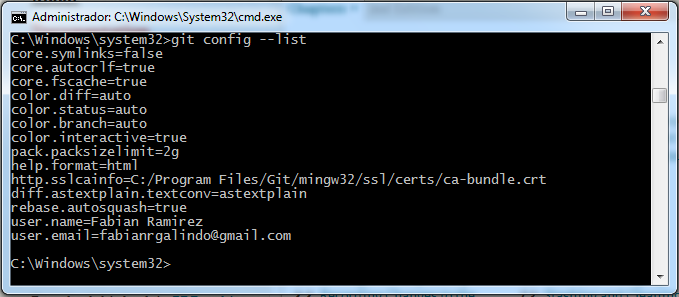 Administrador: C:\Windows\System32\cmd.exe
C:\Windows\system32>git config --list
core.symlinks=false
core.autocrlf=true
core.fscache=true
color.diff=auto
color.status=auto
color.branch=auto
color.interactive=true
pack.packsizelimit=2g
help.format=html
http.sslcainfo=C:/Program Files/Git/mingw32/ssl/certs/ca-bundle.crt
diff.astextplain.textconv=astextplain
rebase.autosquash=true
user.name=Fabian Ramirez
user.email=fabianrgalindo@gmail.com
C:\Windows\system32>